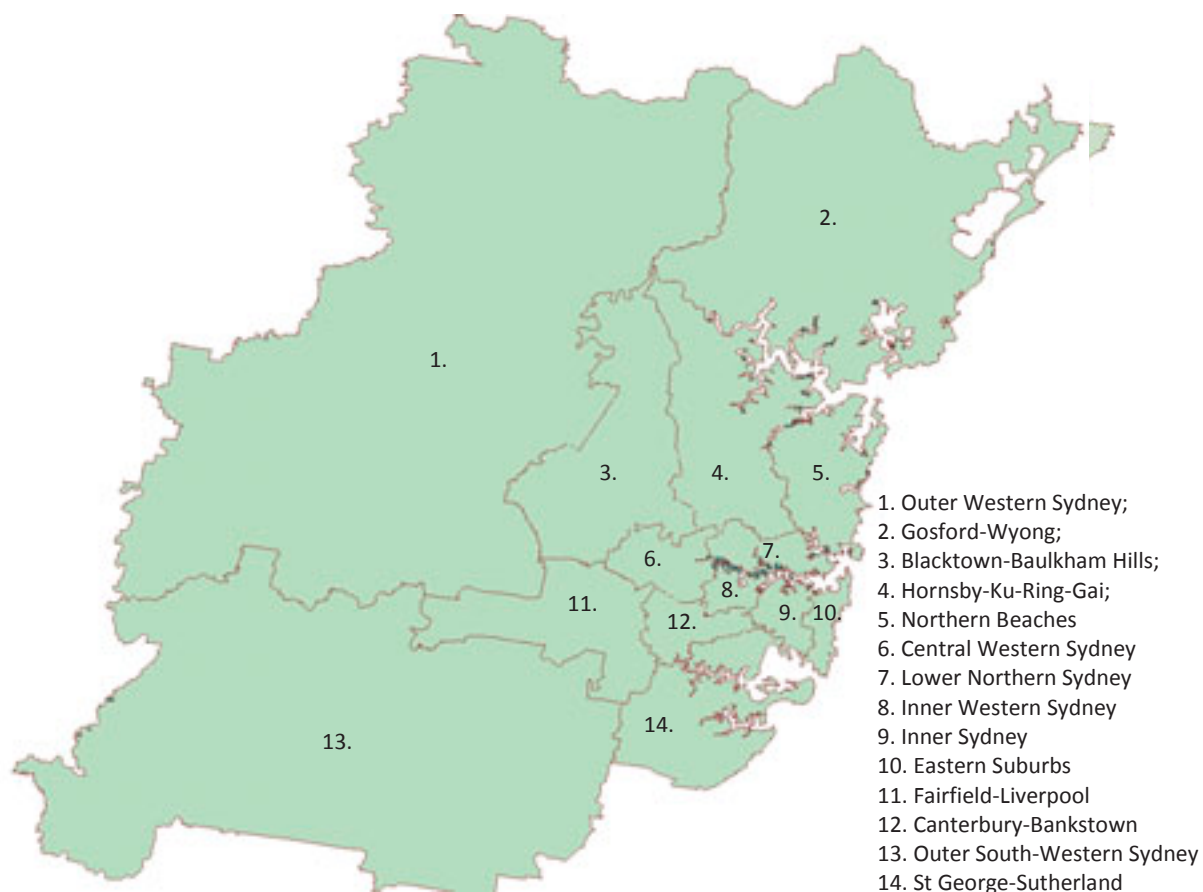 2.
1.
3.
4.
5.
6.
7.
8.
9.
10.
11.
12.
13.
14.
1. Outer Western Sydney;
2. Gosford-Wyong;
3. Blacktown-Baulkham Hills;
4. Hornsby-Ku-Ring-Gai;
5. Northern Beaches
6. Central Western Sydney
7. Lower Northern Sydney
8. Inner Western Sydney
9. Inner Sydney
10. Eastern Suburbs
11. Fairfield-Liverpool
12. Canterbury-Bankstown
13. Outer South-Western Sydney
14. St George-Sutherland